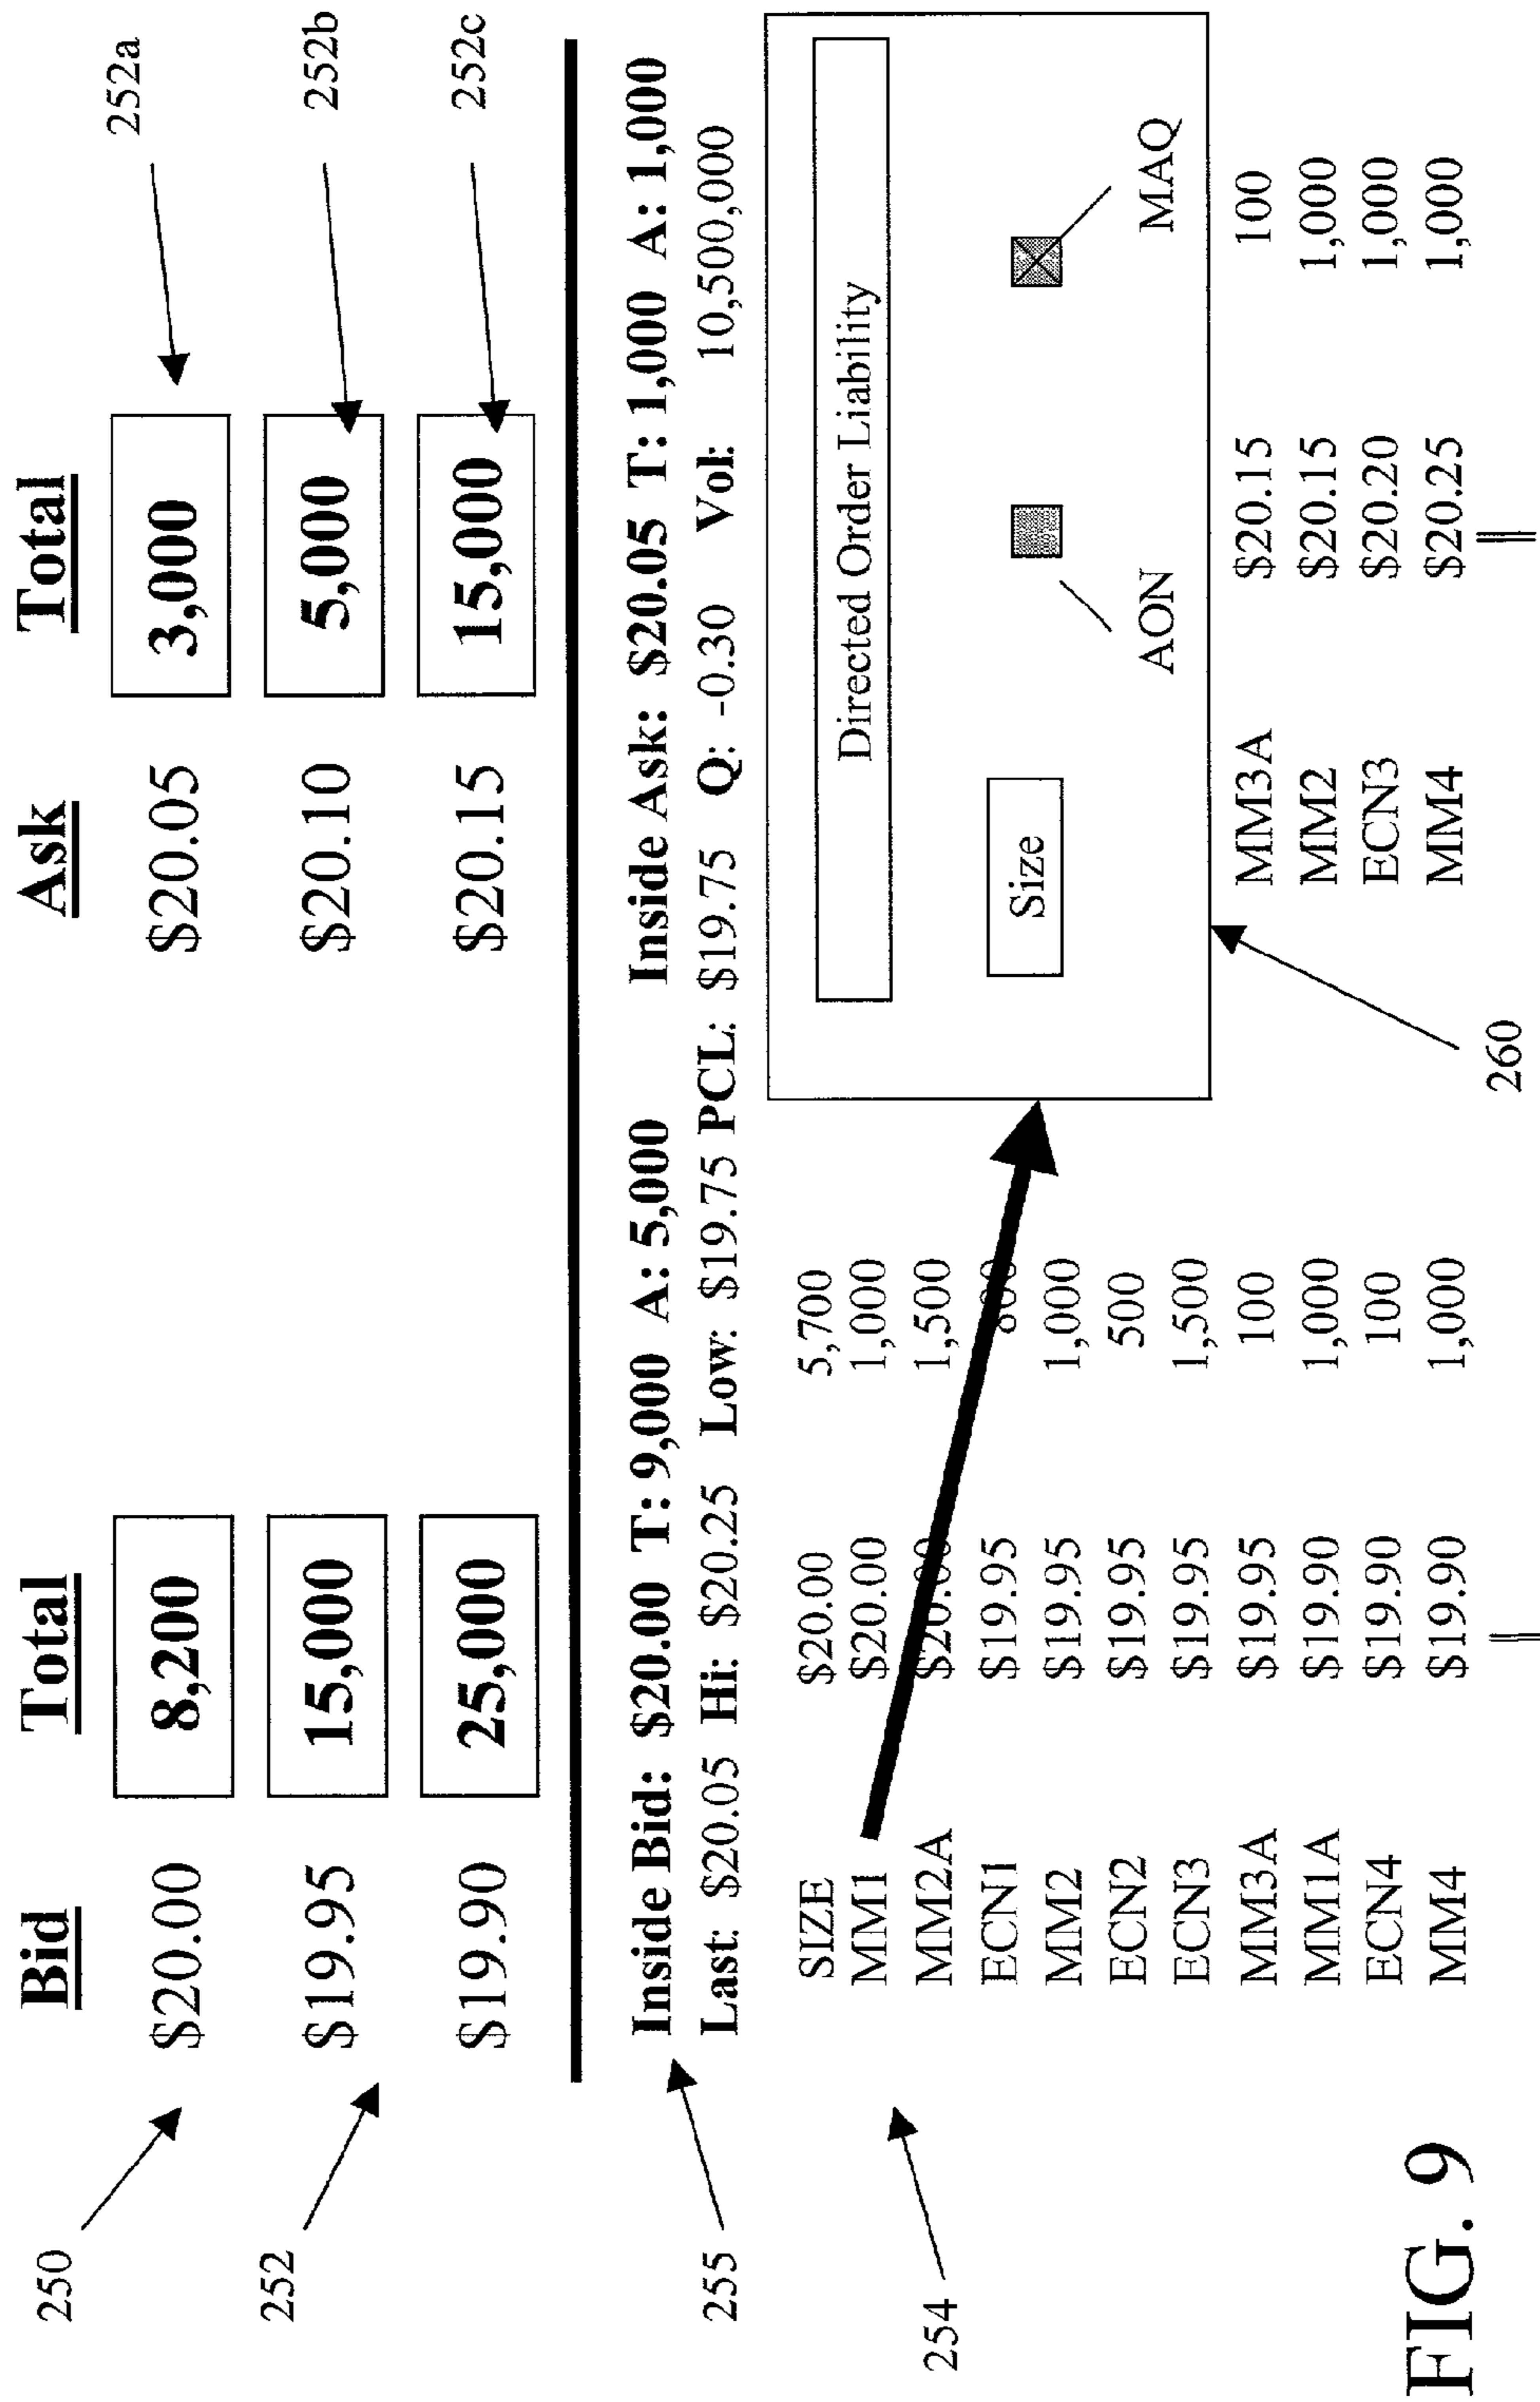 Bid Total Ask Total
250 $20.00 8,200 $20.05 3,000 252a
252 $19.95 15,000 $20.10 5,000 252b
$19.90 25,000 $20.15 15,000 252c
255 Inside Bid: $20.00 T: 9,000 A: 5,000 Inside Ask: $20.05 T: 1,000 A: 1,000
Last: $20.05 Hi: $20.25 Low: $19.75 PCL: $19.75 Q: -0.30 Vol: 10,500,000
254
SIZE $20.00 5,700
MM1 $20.00 1,000 Directed Order Liability
MM2A $20.00 1,500
ECN1 $19.95 800
MM2 $19.95 1,000 Size
ECN2 $19.95 500
ECN3 $19.95 1,500 AON MAQ
MM3A $19.95 100 MM3A $20.15 100
MM1A $19.90 1,000 MM2 $20.15 1,000
ECN4 $19.90 100 ECN3 $20.20 1,000
MM4 $19.90 1,000 MM4 $20.25 1,000
260
FIG. 9